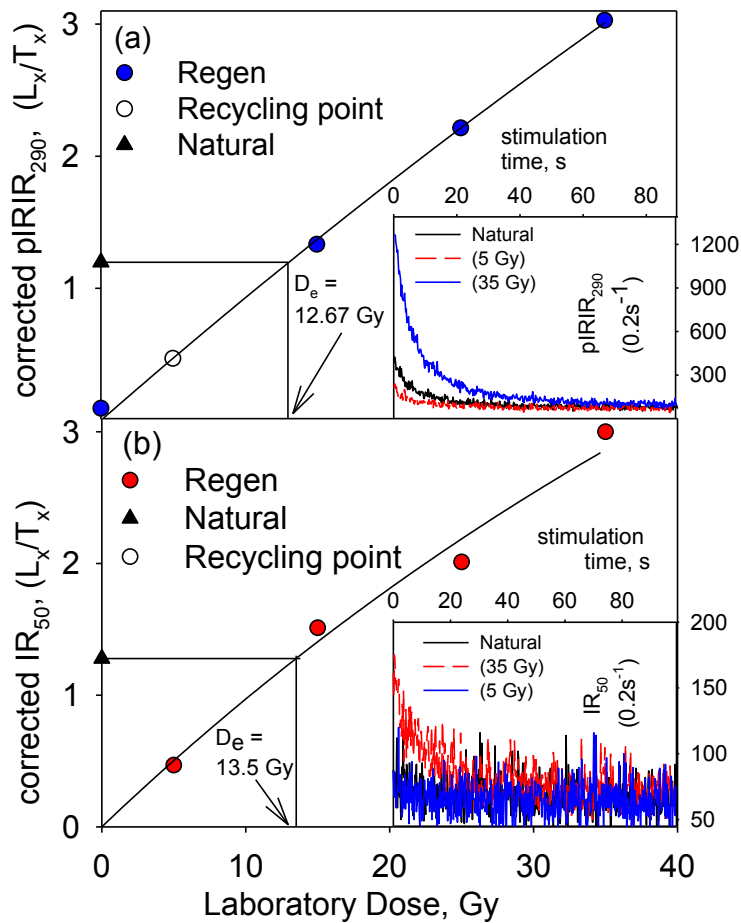 3
(a)
Regen
Recycling point
Natural
2
1
corrected pIRIR290, (Lx/Tx)
De =
12.67 Gy
stimulation
time, s
0 20 40 60 80
Natural
(5 Gy)
(35 Gy)
1200
900
600
300
pIRIR290
(0.2s-1)
3
(b)
Regen
Natural
Recycling point
2
1
0
corrected IR50, (Lx/Tx)
De =
13.5 Gy
stimulation
time, s
0 20 40 60 80
Natural
(35 Gy)
(5 Gy)
200
150
100
50
IR50
(0.2s-1)
0 10 20 30 40
Laboratory Dose, Gy